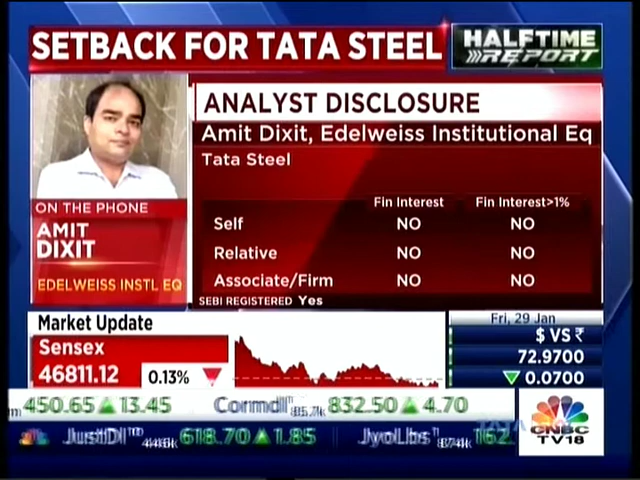 SETBACK FOR TATA STEEL
HALFTIME
REPORT
ANALYST DISCLOSURE
Amit Dixit, Edelweiss Institutional Eq
Tata Steel
Fin Interest Fin Interest>1%
Self NO NO
Relative NO NO
Associate/Firm NO NO
SEBI REGISTERED Yes
ON THE PHONE
AMIT
DIXIT
EDELWEISS INSTL EQ
Market Update
Sensex
46811.12 0.13%
Fri, 29 Jan
$ VS ₹
72.9700
0.0700
450.65 13.45 832.50 4.70
JustDl 618.70 1.85 162
CNBC
TV18